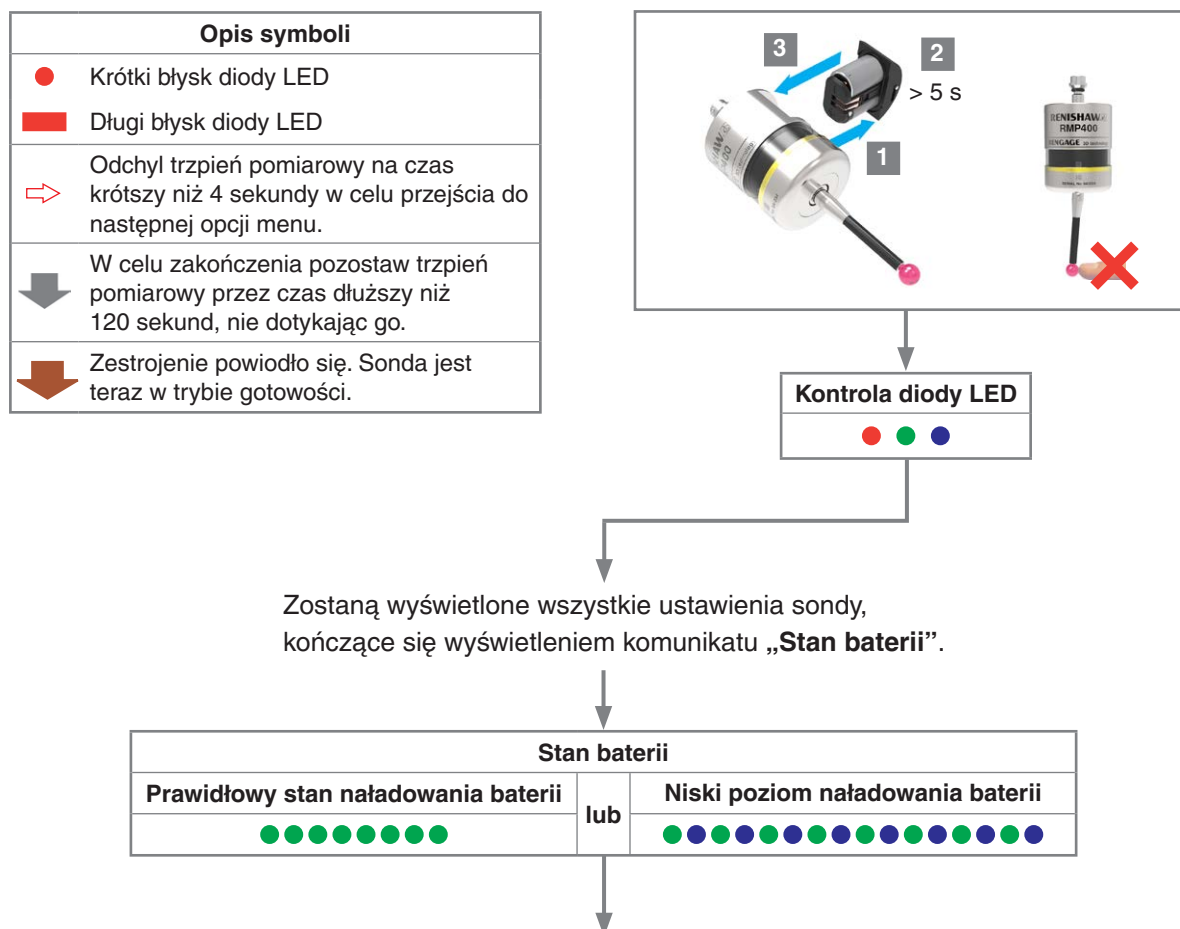 Opis symboli
Krótki błysk diody LED
Długi błysk diody LED
Odchyl trzpień pomiarowy na czas
krótszy niż 4 sekundy w celu przejścia do
następnej opcji menu.
W celu zakończenia pozostaw trzpień
pomiarowy przez czas dłuższy niż
120 sekund, nie dotykając go.
Zestrojenie powiodło się. Sonda jest
teraz w trybie gotowości.
3
2
> 5 s
1
RENISHAW
RMP400
RENGAGE
Kontrola diody LED
Zostaną wyświetlone wszystkie ustawienia sondy,
kończące się wyświetleniem komunikatu „Stan baterii”.
Stan baterii
Prawidłowy stan naładowania baterii
lub
Niski poziom naładowania baterii